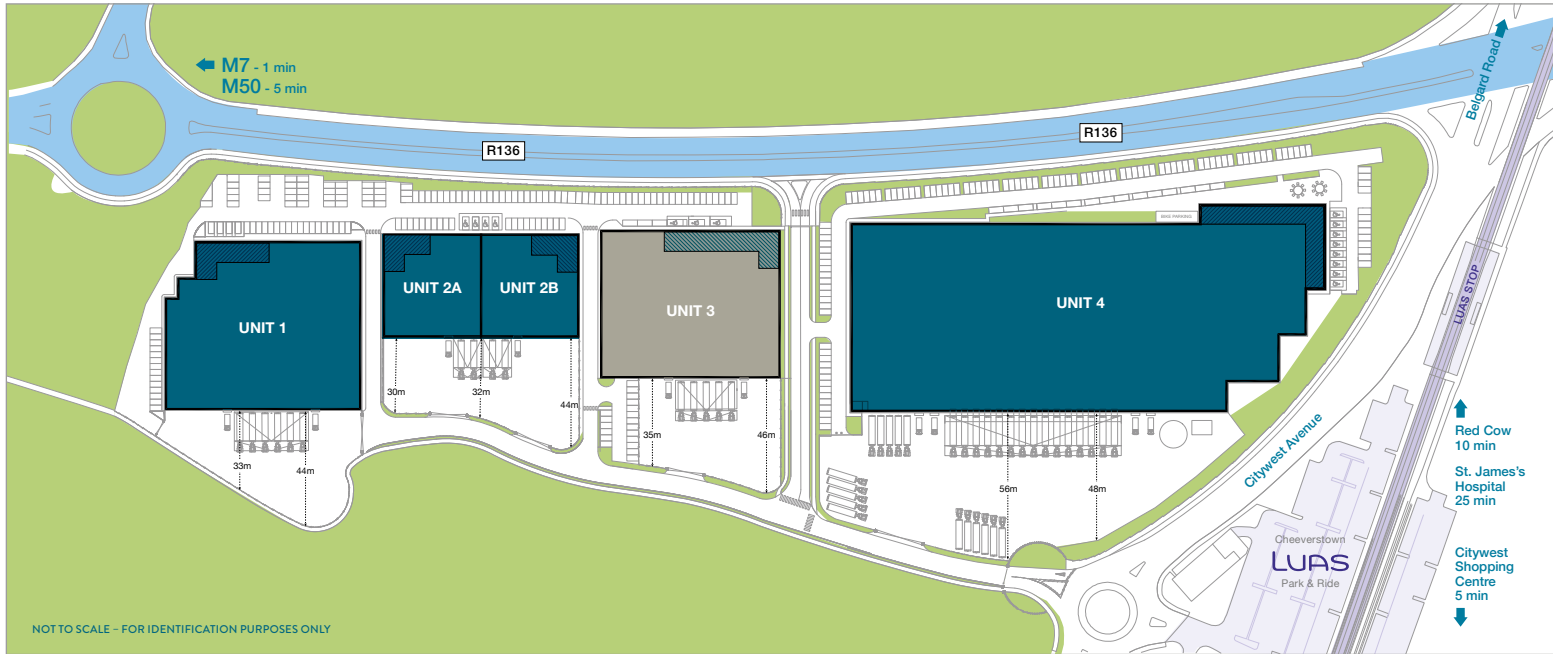 M7 - 1 min
M50 - 5 min
Belgard Road
R136
R136
BIKE PARKING
UNIT 1
UNIT 2A
UNIT 2B
UNIT 3
UNIT 4
LUAS STOP
30m
32m
44m
35m
46m
33m
44m
56m
48m
Citywest Avenue
Red Cow
10 min
St. James's
Hospital
25 min
Cheeverstown
LUAS
Park & Ride
Citywest
Shopping
Centre
5 min
NOT TO SCALE – FOR IDENTIFICATION PURPOSES ONLY